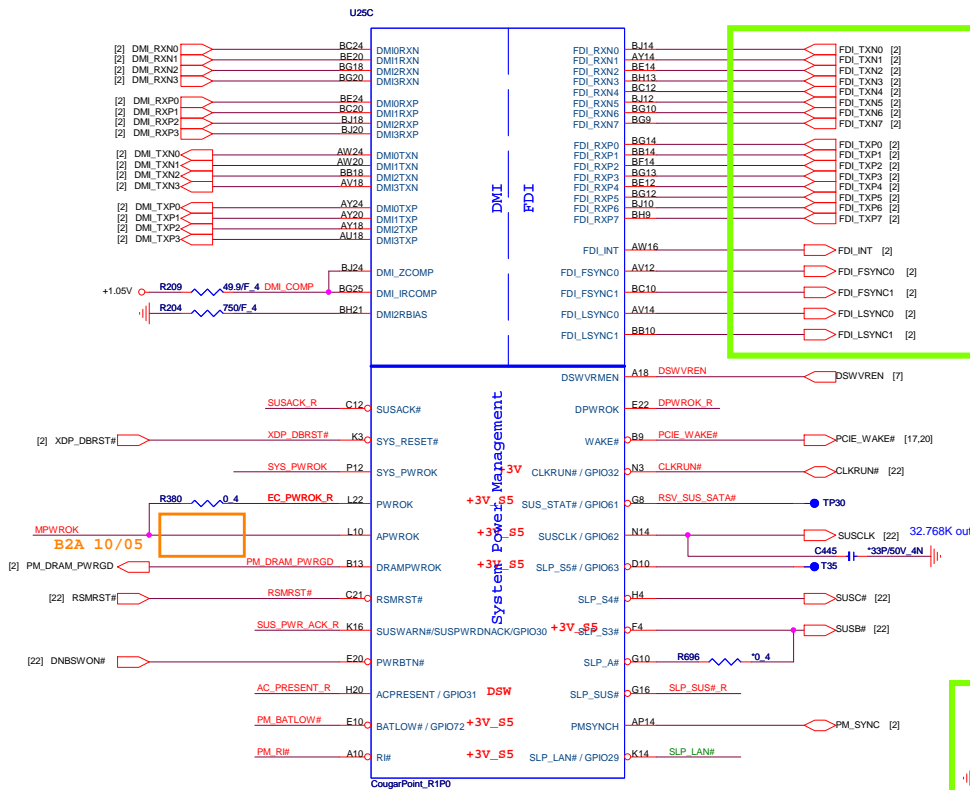 U25C
[2] DMI_RXN0 BC24 DMI0RXN FDI_RXN0 BJ14 FDI_TXN0 [2]
[2] DMI_RXN1 BE20 DMI1RXN FDI_RXN1 AY14 FDI_TXN1 [2]
[2] DMI_RXN2 BG18 DMI2RXN FDI_RXN2 BE14 FDI_TXN2 [2]
[2] DMI_RXN3 BG20 DMI3RXN FDI_RXN3 BH13 FDI_TXN3 [2]
FDI_RXN4 BC12 FDI_TXN4 [2]
[2] DMI_RXP0 BE24 DMI0RXP FDI_RXN5 BJ12 FDI_TXN5 [2]
[2] DMI_RXP1 BC20 DMI1RXP FDI_RXN6 BG10 FDI_TXN6 [2]
[2] DMI_RXP2 BJ18 DMI2RXP FDI_RXN7 BG9 FDI_TXN7 [2]
[2] DMI_RXP3 BJ20 DMI3RXP
FDI_RXP0 BG14 FDI_TXP0 [2]
[2] DMI_TXN0 AW24 DMI0TXN FDI_RXP1 BB14 FDI_TXP1 [2]
[2] DMI_TXN1 AW20 DMI1TXN FDI_RXP2 BF14 FDI_TXP2 [2]
[2] DMI_TXN2 BB18 DMI2TXN FDI_RXP3 BG13 FDI_TXP3 [2]
[2] DMI_TXN3 AV18 DMI3TXN FDI_RXP4 BE12 FDI_TXP4 [2]
FDI_RXP5 BG12 FDI_TXP5 [2]
[2] DMI_TXP0 AY24 DMI0TXP FDI_RXP6 BJ10 FDI_TXP6 [2]
[2] DMI_TXP1 AY20 DMI1TXP FDI_RXP7 BH9 FDI_TXP7 [2]
[2] DMI_TXP2 AY18 DMI2TXP
[2] DMI_TXP3 AU18 DMI3TXP
DMI
FDI
FDI_INT AW16 FDI_INT [2]
BJ24 DMI_ZCOMP FDI_FSYNC0 AV12 FDI_FSYNC0 [2]
+1.05V R209 49.9/F_4 DMI_COMP BG25 DMI_IRCOMP FDI_FSYNC1 BC10 FDI_FSYNC1 [2]
R204 750/F_4 BH21 DMI2RBIAS FDI_LSYNC0 AV14 FDI_LSYNC0 [2]
FDI_LSYNC1 BB10 FDI_LSYNC1 [2]
System Power Management
DSWVRMEN A18 DSWVREN DSWVREN [7]
SUSACK_R C12 SUSACK# DPWROK E22 DPWROK_R
[2] XDP_DBRST# XDP_DBRST# K3 SYS_RESET# WAKE# B9 PCIE_WAKE# PCIE_WAKE# [17,20]
SYS_PWROK P12 SYS_PWROK +3V CLKRUN# / GPIO32 N3 CLKRUN# CLKRUN# [22]
R380 0_4 EC_PWROK_R L22 PWROK +3V_S5 SUS_STAT# / GPIO61 G8 RSV_SUS_SATA# TP30
MPWROK L10 APWROK +3V_S5 SUSCLK / GPIO62 N14 SUSCLK [22] 32.768K out
B2A 10/05
C445 *33P/50V_4N
[2] PM_DRAM_PWRGD PM_DRAM_PWRGD B13 DRAMPWROK +3V_S5 SLP_S5# / GPIO63 D10 T35
[22] RSMRST# RSMRST# C21 RSMRST# SLP_S4# H4 SUSC# [22]
SUS_PWR_ACK_R K16 SUSWARN#/SUSPWRDNACK/GPIO30 +3V_S5 SLP_S3# F4 SUSB# [22]
[22] DNBSWON# E20 PWRBTN# SLP_A# G10 R696 *0_4
AC_PRESENT_R H20 ACPRESENT / GPIO31 DSW SLP_SUS# G16 SLP_SUS#_R
PM_BATLOW# E10 BATLOW# / GPIO72 +3V_S5 PMSYNCH AP14 PM_SYNC [2]
PM_RI# A10 RI# +3V_S5 SLP_LAN# / GPIO29 K14 SLP_LAN#
CougarPoint_R1P0